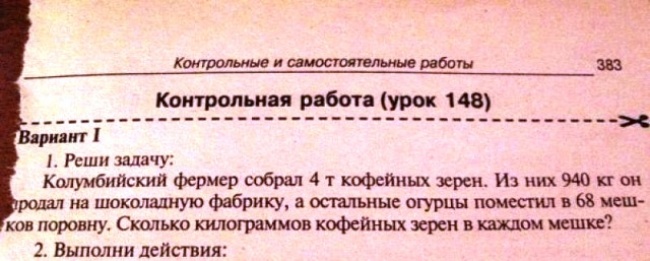 Контрольные и самостоятельные работы 383
Контрольная работа (урок 148)
Вариант I
1. Реши задачу:
Колумбийский фермер собрал 4 т кофейных зерен. Из них 940 кг он
продал на шоколадную фабрику, а остальные огурцы поместил в 68 меш-
ков поровну. Сколько килограммов кофейных зерен в каждом мешке?
2. Выполни действия: